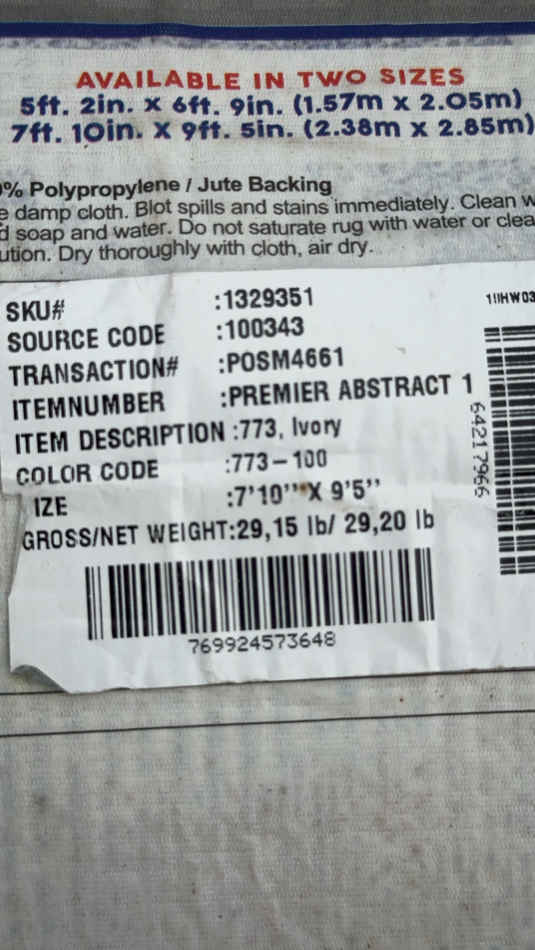 AVAILABLE IN TWO SIZES
5ft. 2in. x 6ft. 9in. (1.57m x 2.05m)
7ft. 10in. x 9ft. 5in. (2.38m x 2.85m)
% Polypropylene / Jute Backing
damp cloth. Blot spills and stains immediately. Clean
soap and water. Do not saturate rug with water or
Dry thoroughly with cloth, air dry.
SKU# :1329351
SOURCE CODE :100343
TRANSACTION# :POSM4661
ITEMNUMBER :PREMIER ABSTRACT 1
ITEM DESCRIPTION :773, Ivory
COLOR CODE :773-100
IZE :7'10''' X 9'5''
GROSS/NET WEIGHT:29,15 lb/ 29,20 lb
769924573648
64217966